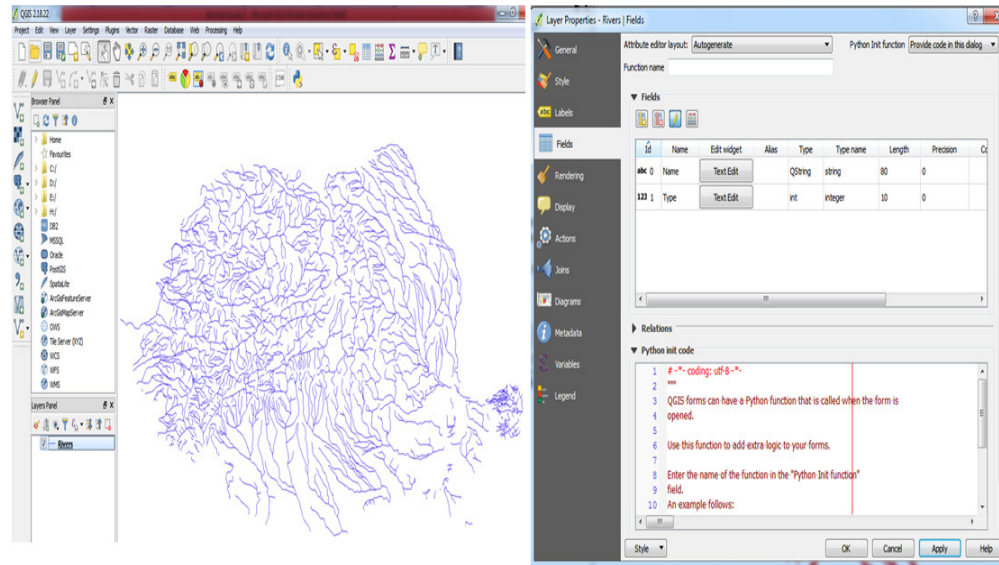 QGIS 2.18.22
Project Edit View Layer Settings Plugins Vector Raster Database Web Processing Help
Browser Panel
Home
Favourites
C:/
D:/
E:/
H:/
DB2
MSSQL
Oracle
PostGIS
SpatiaLite
ArcGisFeatureServer
ArcGisMapServer
OWS
Tile Server (XYZ)
WCS
WFS
WMS
Layers Panel
Rivers
Layer Properties - Rivers | Fields
General
Style
Labels
Fields
Rendering
Display
Actions
Joins
Diagrams
Metadata
Variables
Legend
Attribute editor layout: Autogenerate Python Init function Provide code in this dialog
Function name
Fields
Id Name Edit widget Alias Type Type name Length Precision Cc
abc 0 Name Text Edit QString string 80 0
123 1 Type Text Edit int integer 10 0
Relations
Python init code
1 # -*- coding: utf-8 -*-
2 """
3 QGIS forms can have a Python function that is called when the form is
4 opened.
5
6 Use this function to add extra logic to your forms.
7
8 Enter the name of the function in the "Python Init function"
9 field.
10 An example follows:
Style OK Cancel Apply Help